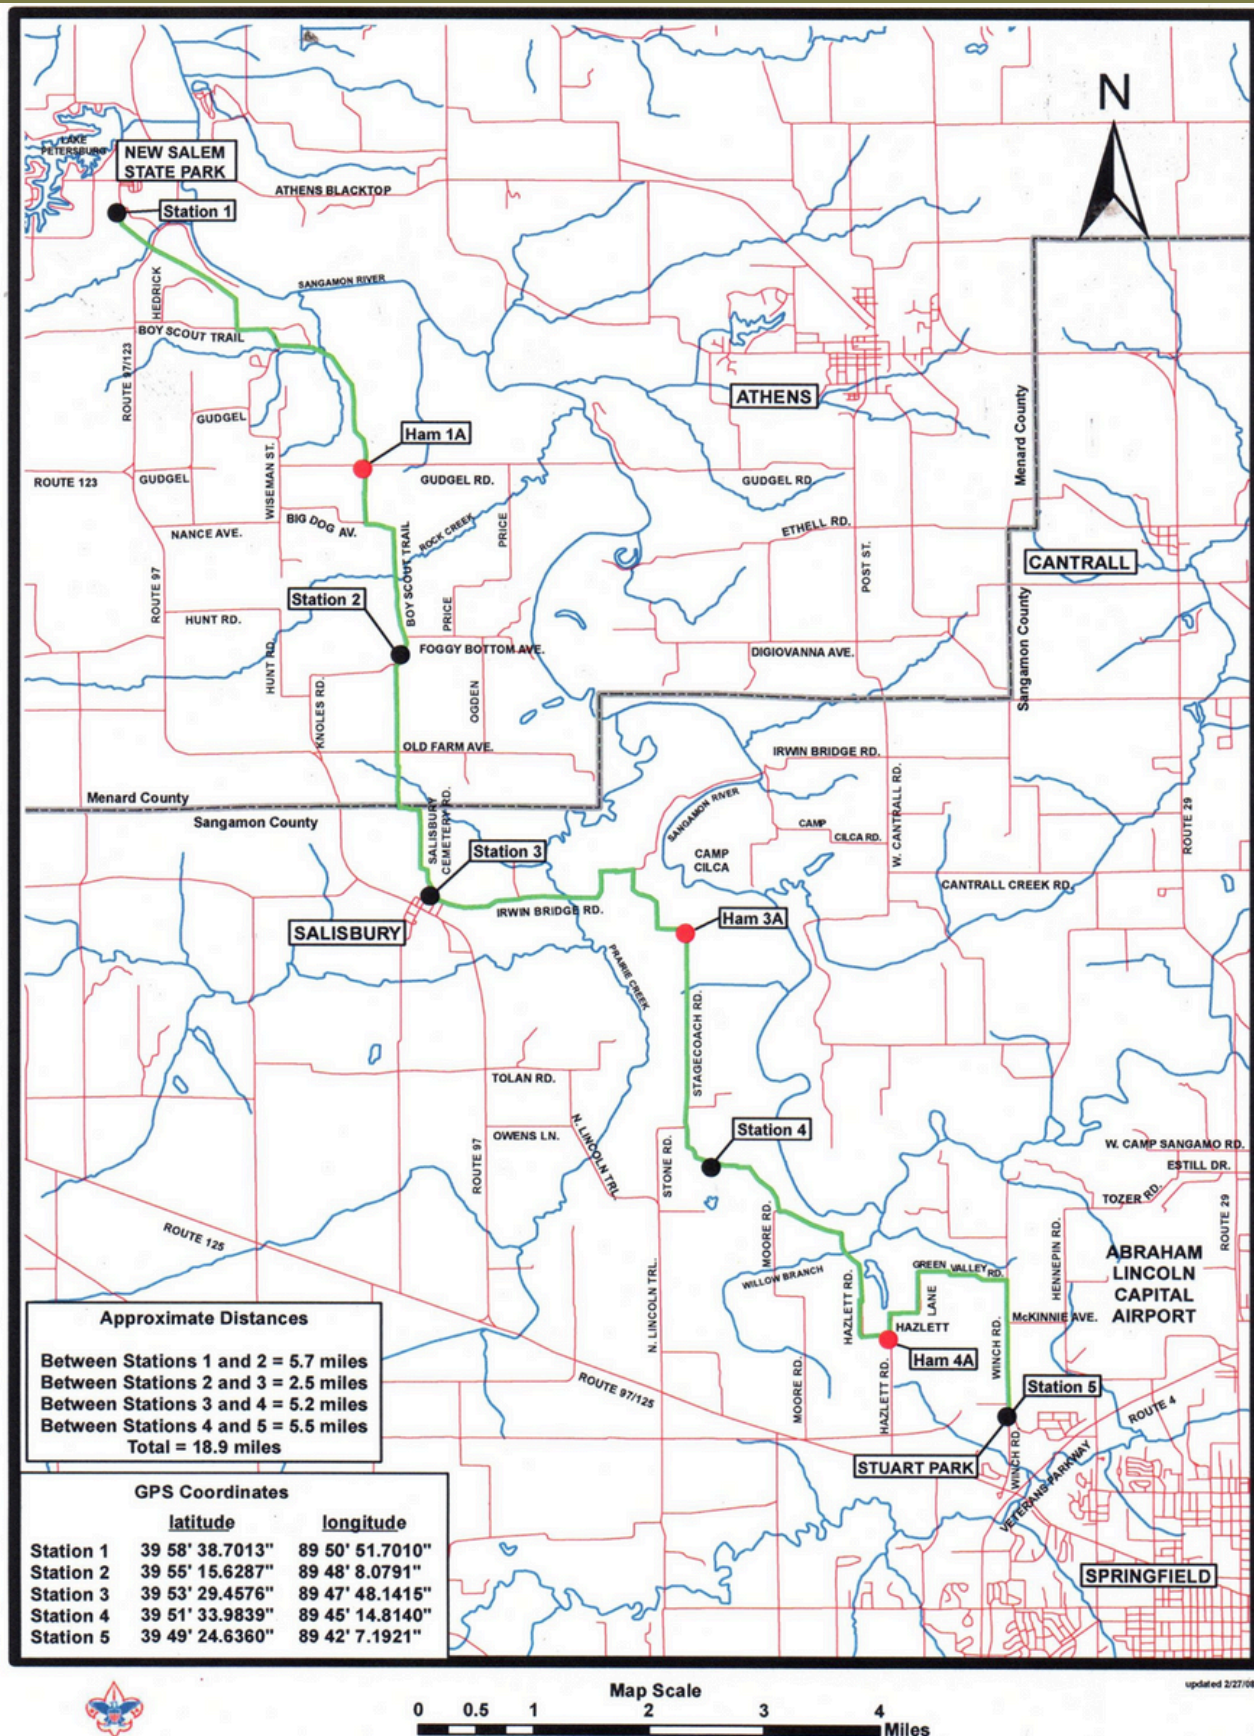 N
LAKE
PETERSBURG
NEW SALEM
STATE PARK
ATHENS BLACKTOP
Station 1
HEDRICK
SANGAMON RIVER
BOY SCOUT TRAIL
ROUTE 97/123
ATHENS
Menard County
GUDGEL
Ham 1A
ROUTE 123
GUDGEL
WISEMAN ST.
GUDGEL RD.
GUDGEL RD.
NANCE AVE.
BIG DOG AV.
BOY SCOUT TRAIL
ROCK CREEK
PRICE
ETHELL RD.
POST ST.
CANTRALL
ROUTE 97
Station 2
HUNT RD.
PRICE
Sangamon County
HUNT RD.
FOGGY BOTTOM AVE.
DIGIOVANNA AVE.
KNOLES RD.
OGDEN
OLD FARM AVE.
IRWIN BRIDGE RD.
Menard County
Sangamon County
SALISBURY
CEMETERY RD.
SANGAMON RIVER
CAMP
CILCA RD.
W. CANTRALL RD.
ROUTE 29
Station 3
CAMP
CILCA
CANTRALL CREEK RD.
IRWIN BRIDGE RD.
Ham 3A
SALISBURY
PRAIRIE CREEK
STAGECOACH RD.
TOLAN RD.
OWENS LN.
N. LINCOLN TRL.
ROUTE 97
STONE RD.
Station 4
W. CAMP SANGAMO RD.
ESTILL DR.
TOZER RD.
ROUTE 29
ROUTE 125
MOORE RD.
HENNEPIN RD.
ABRAHAM
LINCOLN
CAPITAL
AIRPORT
WILLOW BRANCH
GREEN VALLEY RD.
HAZLETT RD.
LANE
HAZLETT
McKINNIE AVE.
N. LINCOLN TRL.
WINCH RD.
Ham 4A
MOORE RD.
HAZLETT RD.
ROUTE 97/125
Station 5
ROUTE 4
STUART PARK
WINCH RD.
VETERANS PARKWAY
SPRINGFIELD
Approximate Distances
Between Stations 1 and 2 = 5.7 miles
Between Stations 2 and 3 = 2.5 miles
Between Stations 3 and 4 = 5.2 miles
Between Stations 4 and 5 = 5.5 miles
Total = 18.9 miles
GPS Coordinates
latitude longitude
Station 1 39 58' 38.7013" 89 50' 51.7010"
Station 2 39 55' 15.6287" 89 48' 8.0791"
Station 3 39 53' 29.4576" 89 47' 48.1415"
Station 4 39 51' 33.9839" 89 45' 14.8140"
Station 5 39 49' 24.6360" 89 42' 7.1921"
updated 2/27/08
Map Scale
0 0.5 1 2 3 4
Miles